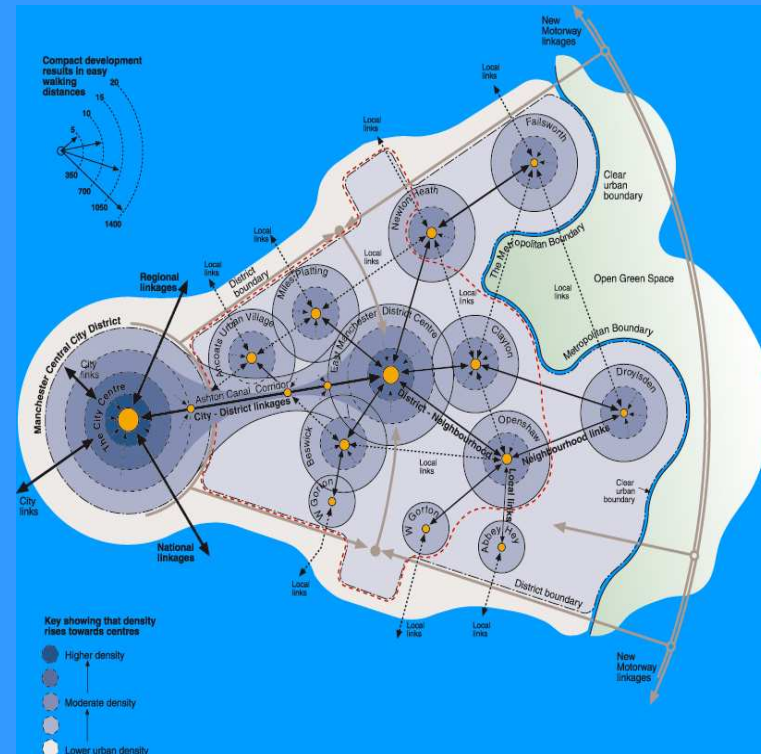 New
Motorway
linkages
Compact development
results in easy
walking
distances
20
15
10
5
350
700
1050
1400
Local
links
Local
links
Failsworth
Clear
urban
boundary
Newton Heath
The Metropolitan Boundary
Open Green Space
Local
links
Local
links
Local
links
Local
links
Regional
linkages
District
boundary
Miles Platting
Local
links
Metropolitan Boundary
Manchester Central City District
Ancoats Urban Village
East Manchester District Centre
Clayton
Droylsden
City
links
The City Centre
Ashton Canal Corridor
City - District linkages
District - Neighbourhood
Openshaw
Neighbourhood links
Beswick
Local
links
Local links
Clear
urban
boundary
City
links
W Gorton
W Gorton
Abbey Hey
National
linkages
Local
links
District boundary
Local
links
Local
links
Key showing that density
rises towards centres
Higher density
Moderate density
Lower urban density
New
Motorway
linkages